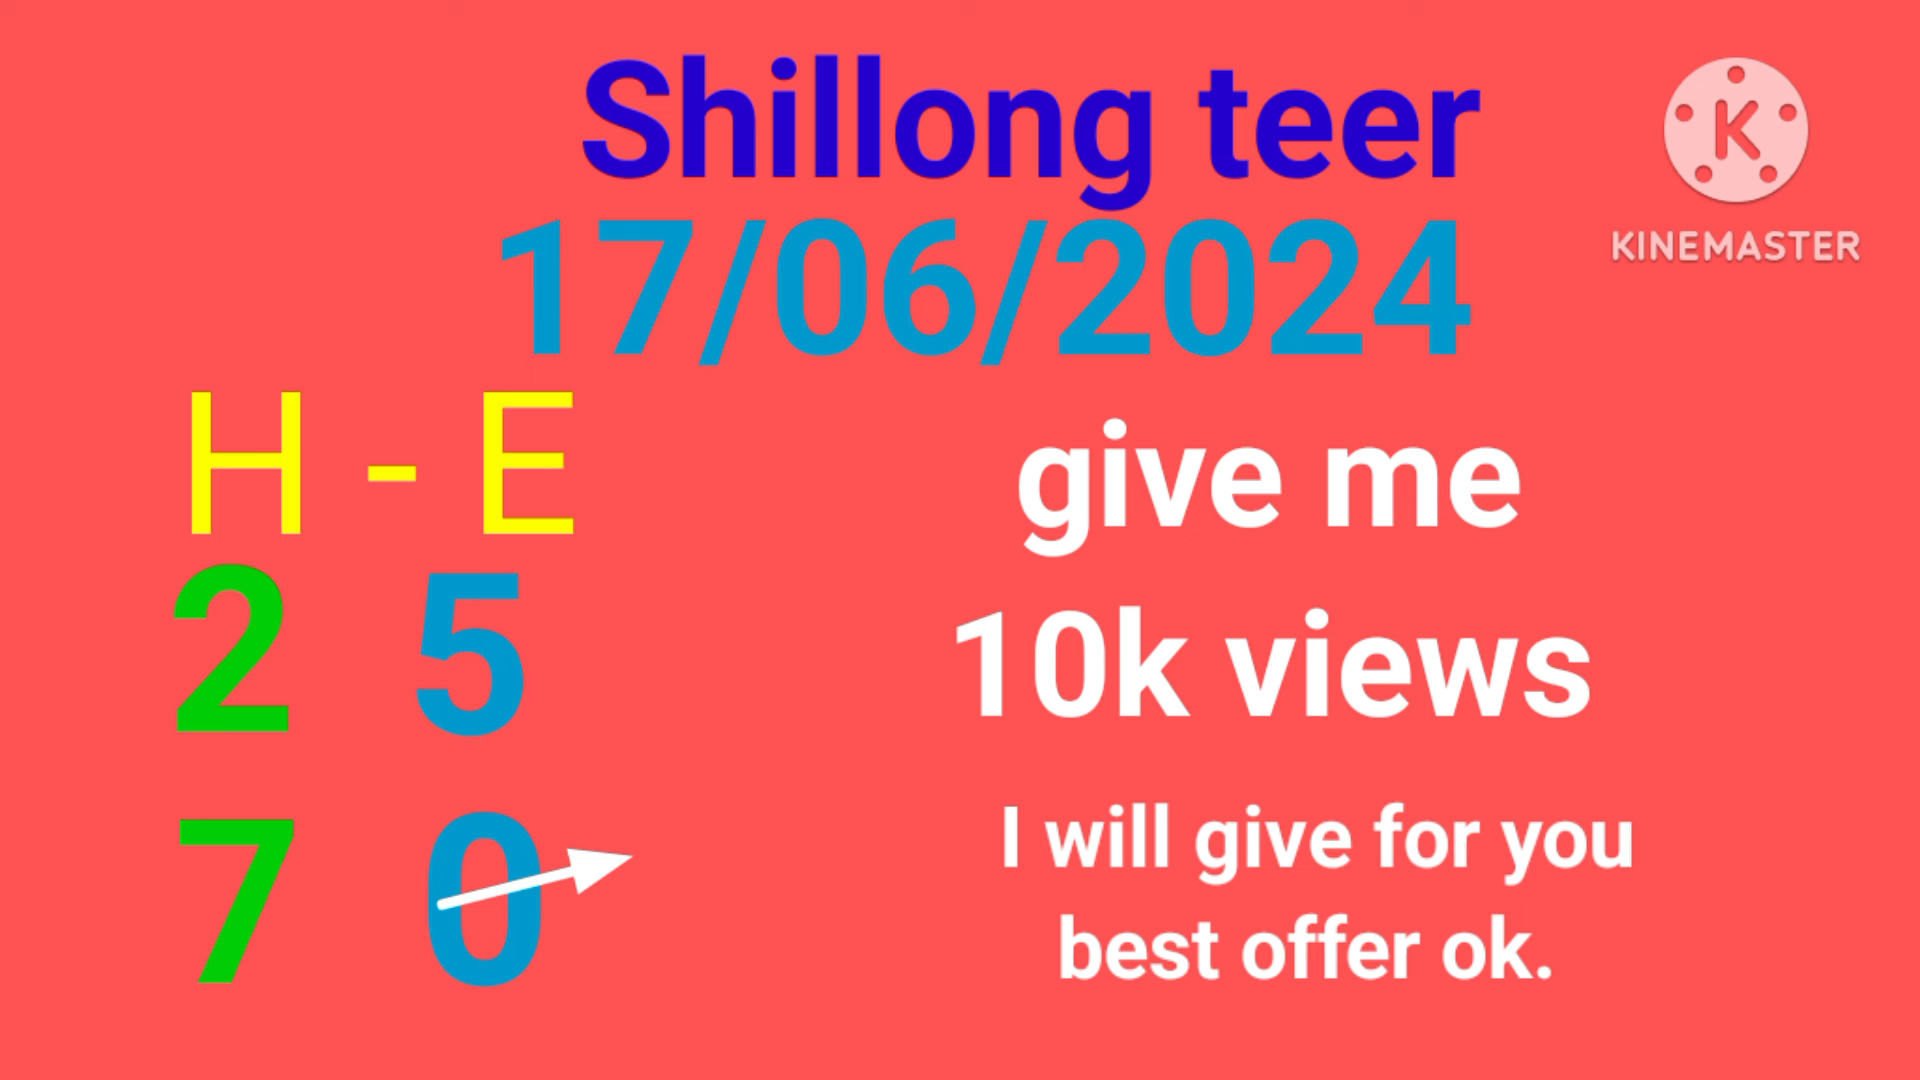 Shillong teer
17/06/2024
K
KINEMASTER
H - E
2 5
7 0
give me
10k views
I will give for you
best offer ok.